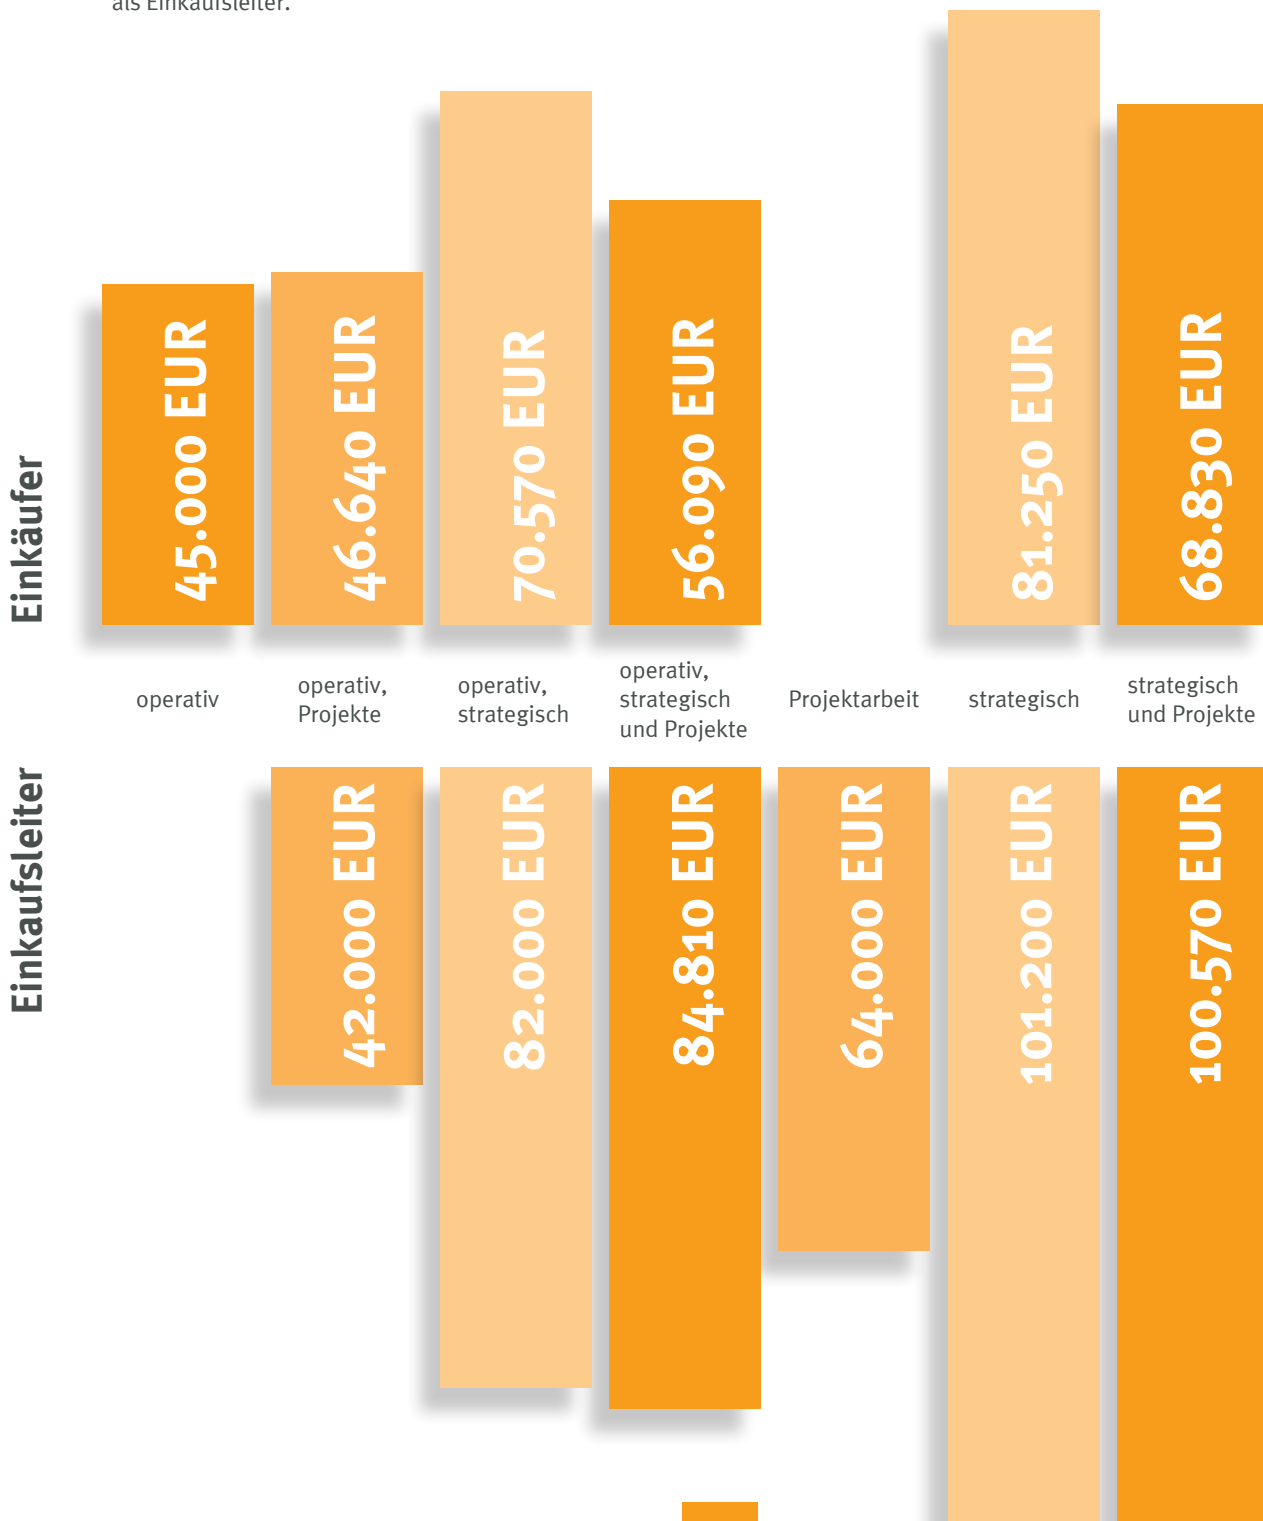 als Einkaufsleiter.
Einkäufer
45.000 EUR
46.640 EUR
70.570 EUR
56.090 EUR
81.250 EUR
68.830 EUR
operativ
operativ,
Projekte
operativ,
strategisch
operativ,
strategisch
und Projekte
Projektarbeit
strategisch
strategisch
und Projekte
Einkaufsleiter
42.000 EUR
82.000 EUR
84.810 EUR
64.000 EUR
101.200 EUR
100.570 EUR